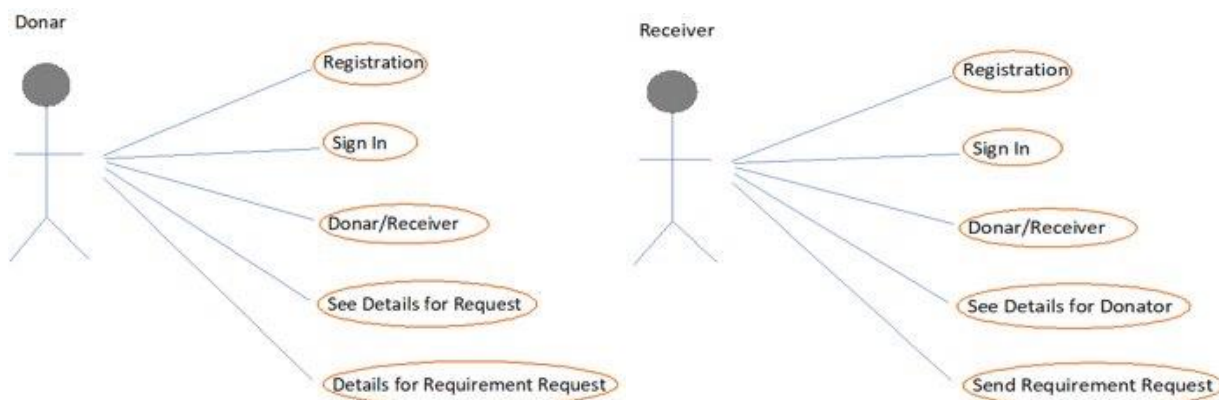 Donar
Registration
Sign In
Donar/Receiver
See Details for Request
Details for Requirement Request
Receiver
Registration
Sign In
Donar/Receiver
See Details for Donator
Send Requirement Request